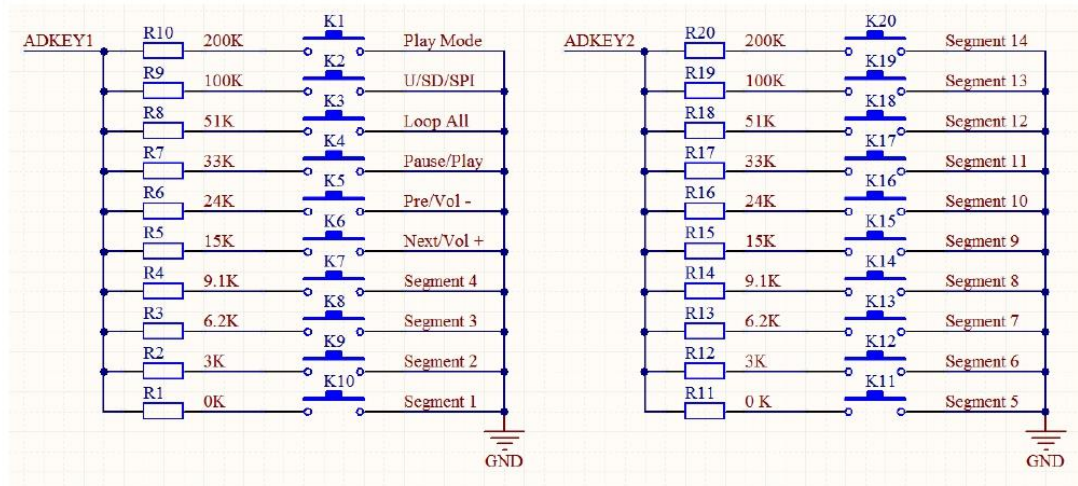 ADKEY1 R10 200K K1 Play Mode
R9 100K K2 U/SD/SPI
R8 51K K3 Loop All
R7 33K K4 Pause/Play
R6 24K K5 Pre/Vol -
R5 15K K6 Next/Vol +
R4 9.1K K7 Segment 4
R3 6.2K K8 Segment 3
R2 3K K9 Segment 2
R1 0K K10 Segment 1
GND
ADKEY2 R20 200K K20 Segment 14
R19 100K K19 Segment 13
R18 51K K18 Segment 12
R17 33K K17 Segment 11
R16 24K K16 Segment 10
R15 15K K15 Segment 9
R14 9.1K K14 Segment 8
R13 6.2K K13 Segment 7
R12 3K K12 Segment 6
R11 0 K K11 Segment 5
GND